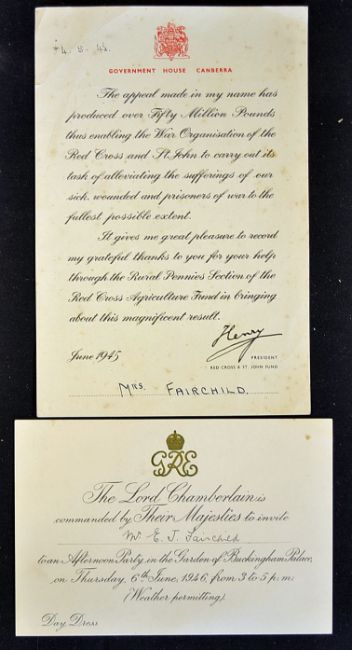 GOVERNMENT HOUSE CANBERRA
The appeal made in my name has
produced over Fifty Million Pounds
thus enabling the War Organisation of the
Red Cross and St. John to carry out its
task of alleviating the sufferings of our
sick, wounded and prisoners of war to the
fullest possible extent.
It gives me great pleasure to record
my grateful thanks to you for your help
through the Rural Pennies Section of the
Red Cross Agriculture Fund in bringing
about this magnificent result.
Henry
June 1945
PRESIDENT
RED CROSS & ST. JOHN FUND
MRS. FAIRCHILD.
GRE
The Lord Chamberlain is
commanded by Their Majesties to invite
Mr E. J. Fairchild
to an Afternoon Party, in the Garden of Buckingham Palace,
on Thursday, 6th June, 1946, from 3 to 5 p.m.
(Weather permitting)
Day Dress